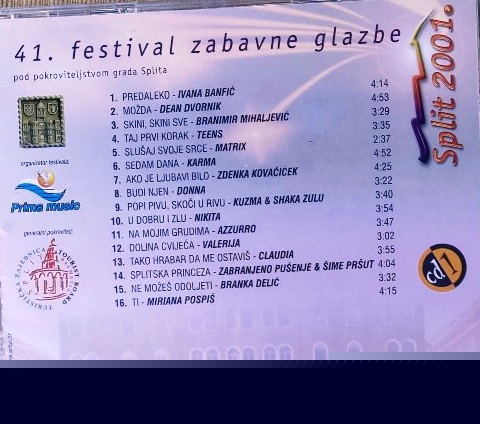 41. festival zabavne glazbe
pod pokroviteljstvom grada Splita
Split 2001.
organizator festivala:
Prima music
generalni pokrovitelj:
TURISTIČKA ZAJEDNICA TOURIST BOARD
1. PREDALEKO - IVANA BANFIĆ 4:14
2. MOŽDA - DEAN DVORNIK 4:53
3. SKINI, SKINI SVE - BRANIMIR MIHALJEVIĆ 3:29
4. TAJ PRVI KORAK - TEENS 3:35
5. SLUŠAJ SVOJE SRCE - MATRIX 2:37
6. SEDAM DANA - KARMA 4:52
7. AKO JE LJUBAVI BILO - ZDENKA KOVAČIČEK 4:25
8. BUDI NJEN - DONNA 3:22
9. POPI PIVU, SKOČI U RIVU - KUZMA & SHAKA ZULU 3:40
10. U DOBRU I ZLU - NIKITA 3:54
11. NA MOJIM GRUDIMA - AZZURRO 3:47
12. DOLINA CVIJEĆA - VALERIJA 3:02
13. TAKO HRABAR DA ME OSTAVIŠ - CLAUDIA 3:55
14. SPLITSKA PRINCEZA - ZABRANJENO PUŠENJE & ŠIME PRŠUT 4:04
15. NE MOŽEŠ ODOLJETI - BRANKA DELIĆ 3:32
16. TI - MIRIANA POSPIŠ 4:15
cd 1